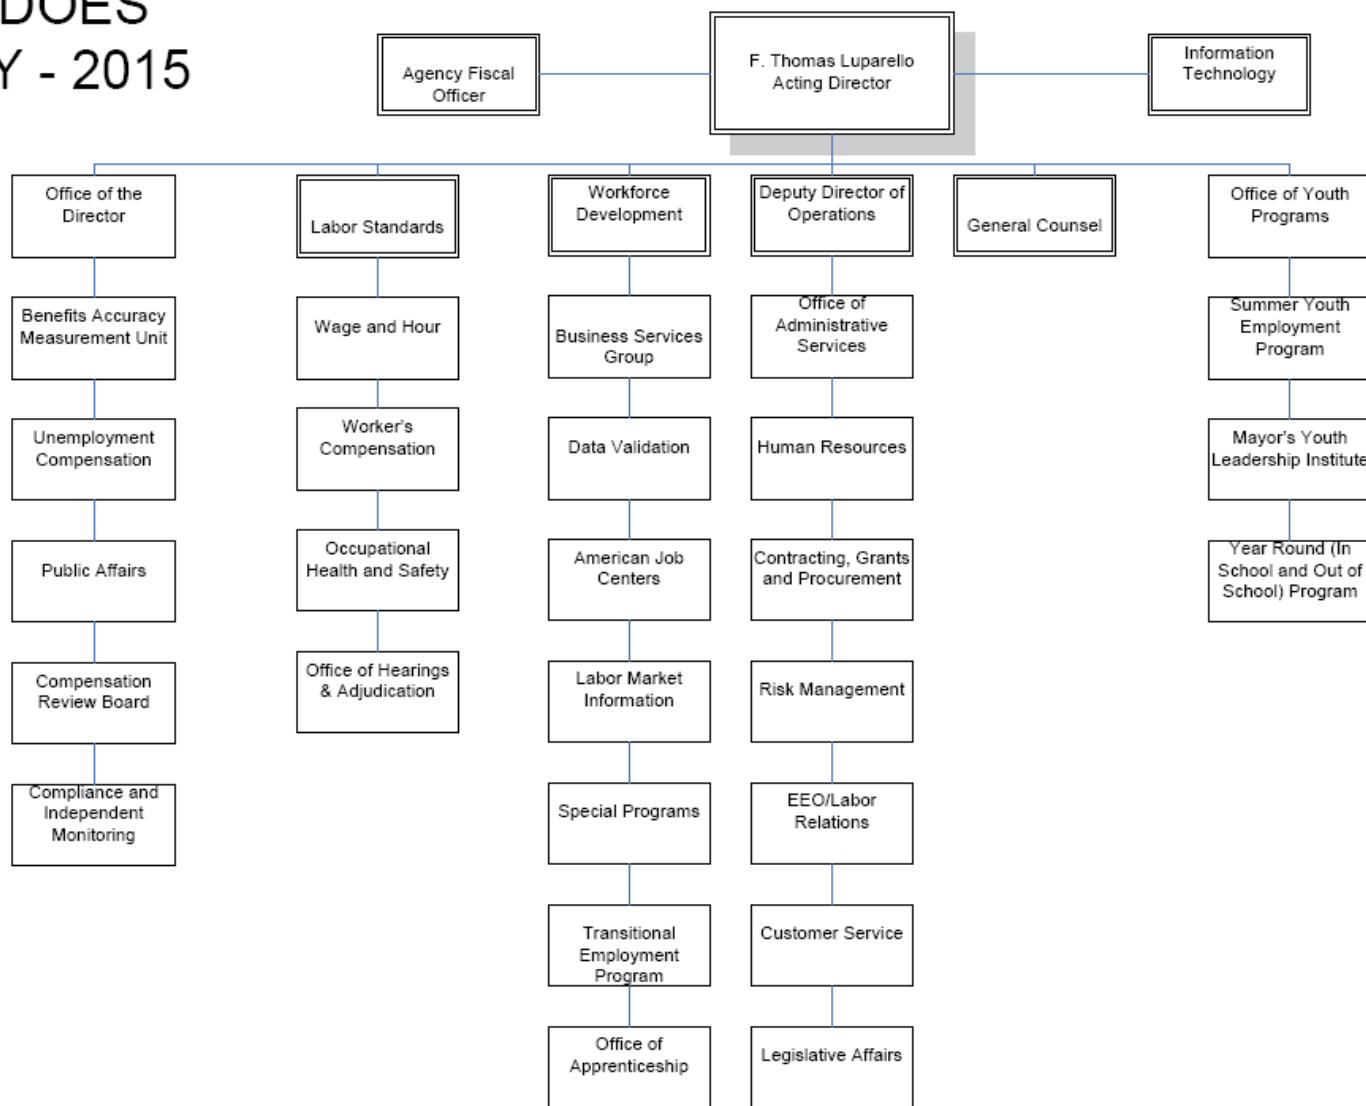 DOES
Y - 2015
Agency Fiscal
Officer
F. Thomas Luparello
Acting Director
Information
Technology
Office of the
Director
Labor Standards
Workforce
Development
Deputy Director of
Operations
General Counsel
Office of Youth
Programs
Benefits Accuracy
Measurement Unit
Wage and Hour
Business Services
Group
Office of
Administrative
Services
Summer Youth
Employment
Program
Unemployment
Compensation
Worker's
Compensation
Data Validation
Human Resources
Mayor's Youth
Leadership Institute
Public Affairs
Occupational
Health and Safety
American Job
Centers
Contracting, Grants
and Procurement
Year Round (In
School and Out of
School) Program
Compensation
Review Board
Office of Hearings
& Adjudication
Labor Market
Information
Risk Management
Compliance and
Independent
Monitoring
Special Programs
EEO/Labor
Relations
Transitional
Employment
Program
Customer Service
Office of
Apprenticeship
Legislative Affairs